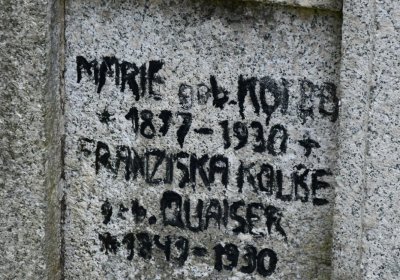 MARIE geb. KOLBE
* 1877 - 1930 +
FRANZISKA KOLBE
geb. QUAISER
* 1849 - 1930